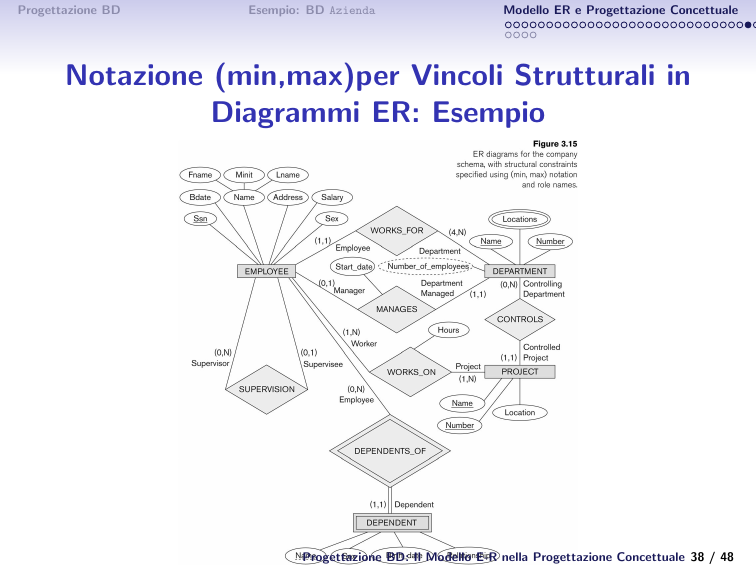 Progettazione BD Esempio: BD Azienda Modello ER e Progettazione Concettuale
Notazione (min,max)per Vincoli Strutturali in
Diagrammi ER: Esempio
Figure 3.15
ER diagrams for the company
schema, with structural constraints
specified using (min, max) notation
and role names.
Fname Minit Lname
Bdate Name Address Salary
Ssn Sex
WORKS_FOR
(4,N)
Locations
(1,1)
Employee
Department
Name Number
EMPLOYEE
Start_date
Number_of_employees
DEPARTMENT
(0,1)
Manager
Department
Managed
(1,1)
(0,N)
Controlling
Department
MANAGES
CONTROLS
(1,N)
Worker
Hours
(0,N)
Supervisor
(0,1)
Supervisee
Controlled
Project
(1,1)
WORKS_ON
Project
(1,N)
PROJECT
SUPERVISION
(0,N)
Employee
Name
Number
Location
DEPENDENTS_OF
(1,1) Dependent
DEPENDENT
Progettazione BD: Il Modello E-R nella Progettazione Concettuale 38 / 48